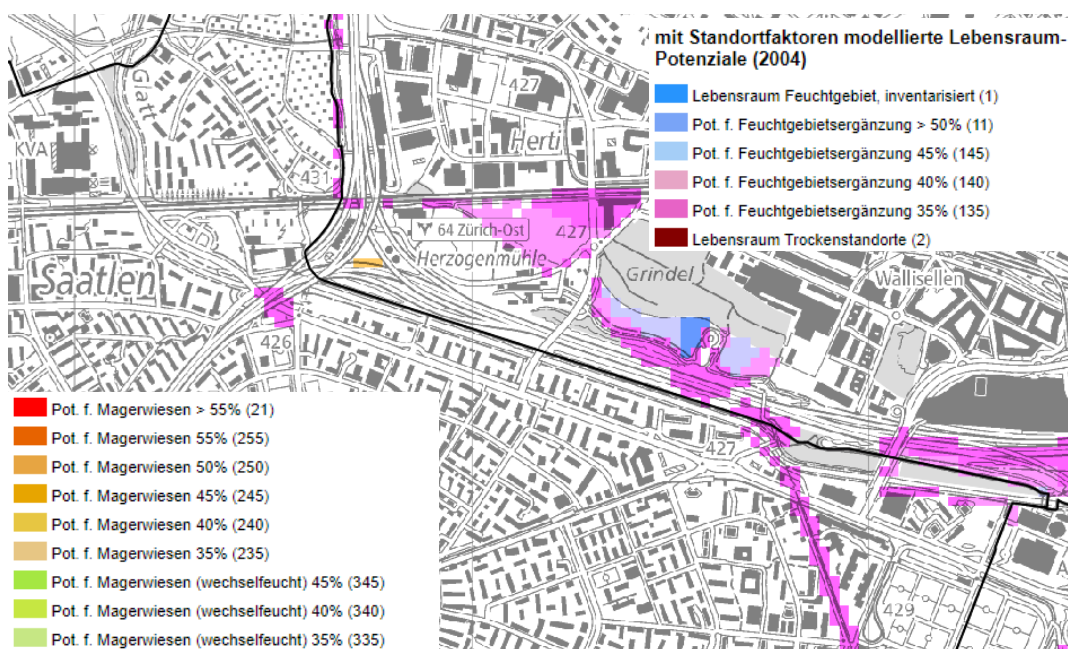 mit Standortfaktoren modellierte Lebensraum-
Potenziale (2004)
Lebensraum Feuchtgebiet, inventarisiert (1)
Pot. f. Feuchtgebietsergänzung > 50% (11)
Pot. f. Feuchtgebietsergänzung 45% (145)
Pot. f. Feuchtgebietsergänzung 40% (140)
Pot. f. Feuchtgebietsergänzung 35% (135)
Lebensraum Trockenstandorte (2)
Glatt
427
KVA
Herti
431
64 Zürich-Ost
427
Herzogenmühle
Grindel
Wallisellen
Saatlen
426
Pot. f. Magerwiesen > 55% (21)
Pot. f. Magerwiesen 55% (255)
Pot. f. Magerwiesen 50% (250)
Pot. f. Magerwiesen 45% (245)
Pot. f. Magerwiesen 40% (240)
Pot. f. Magerwiesen 35% (235)
Pot. f. Magerwiesen (wechselfeucht) 45% (345)
Pot. f. Magerwiesen (wechselfeucht) 40% (340)
Pot. f. Magerwiesen (wechselfeucht) 35% (335)
427
429